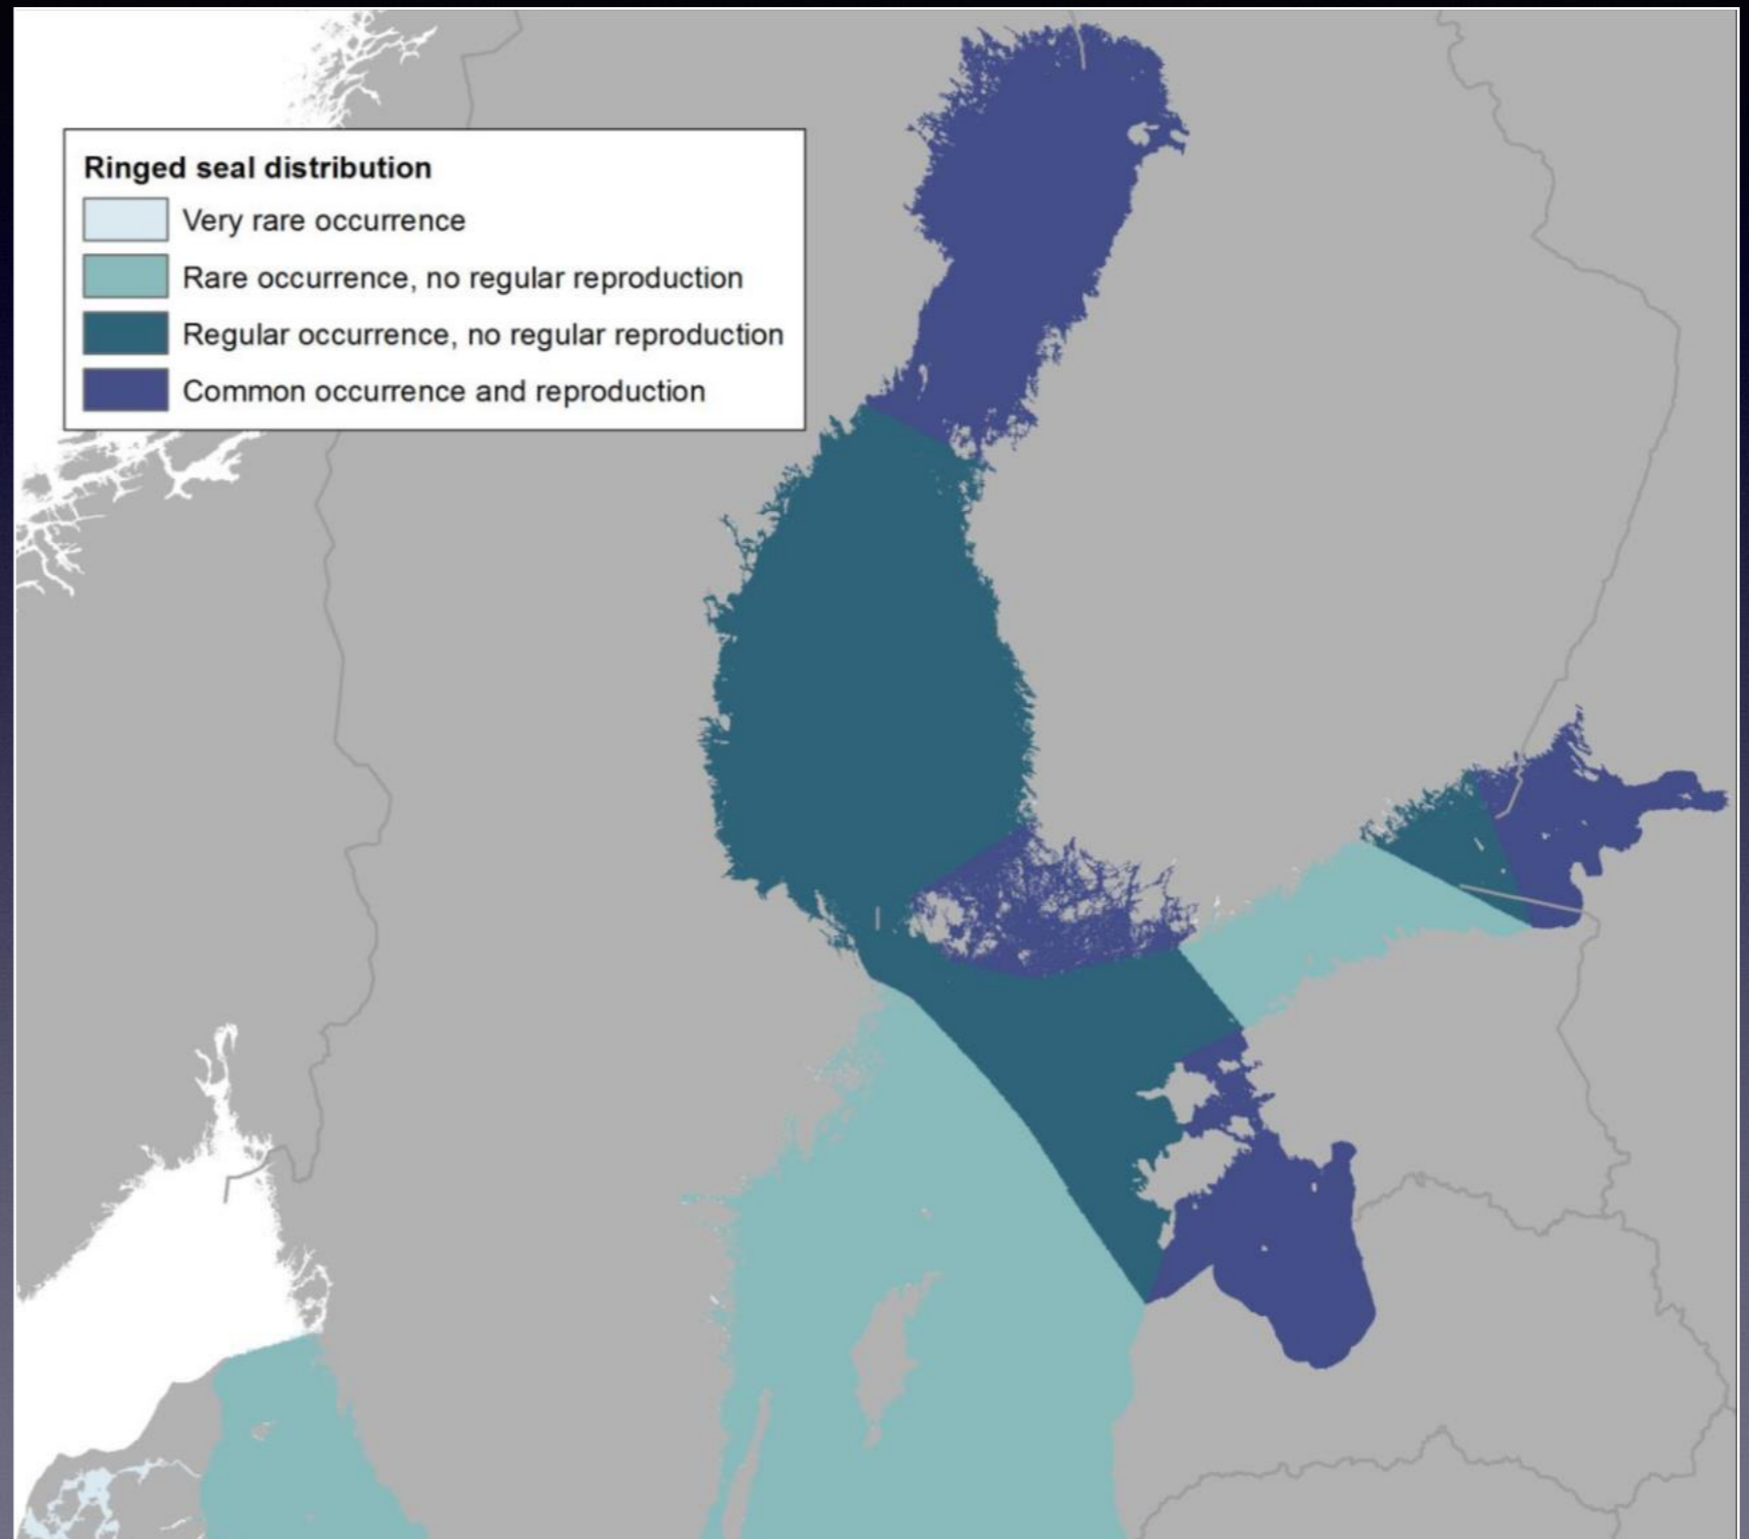 Ringed seal distribution
Very rare occurrence
Rare occurrence, no regular reproduction
Regular occurrence, no regular reproduction
Common occurrence and reproduction